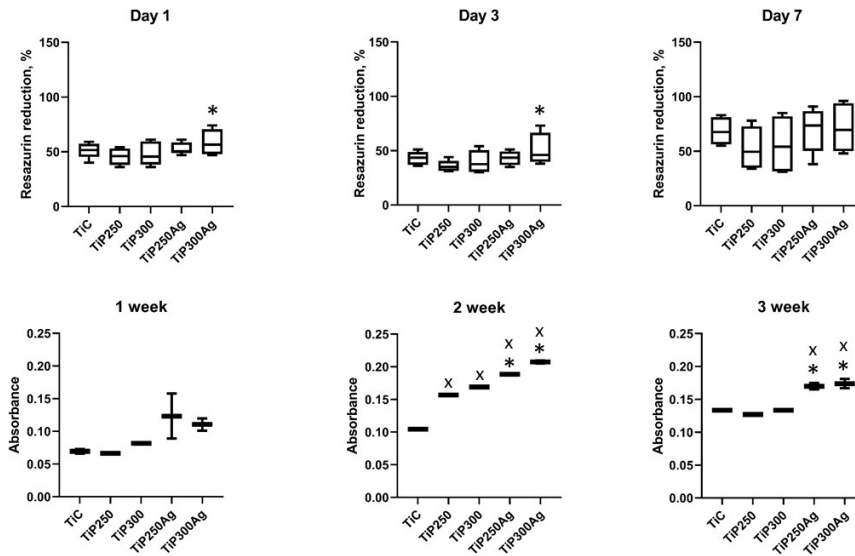 Day 1
Day 3
Day 7
Resazurin reduction, %
150
100
50
0
*
TiC
TiP250
TiP300
TiP250Ag
TiP300Ag
Resazurin reduction, %
150
100
50
0
*
TiC
TiP250
TiP300
TiP250Ag
TiP300Ag
Resazurin reduction, %
150
100
50
0
TiC
TiP250
TiP300
TiP250Ag
TiP300Ag
1 week
2 week
3 week
Absorbance
0.25
0.20
0.15
0.10
0.05
0.00
TiC
TiP250
TiP300
TiP250Ag
TiP300Ag
Absorbance
0.25
0.20
0.15
0.10
0.05
0.00
x
x
x
*
x
*
TiC
TiP250
TiP300
TiP250Ag
TiP300Ag
Absorbance
0.25
0.20
0.15
0.10
0.05
0.00
x
*
x
*
TiC
TiP250
TiP300
TiP250Ag
TiP300Ag